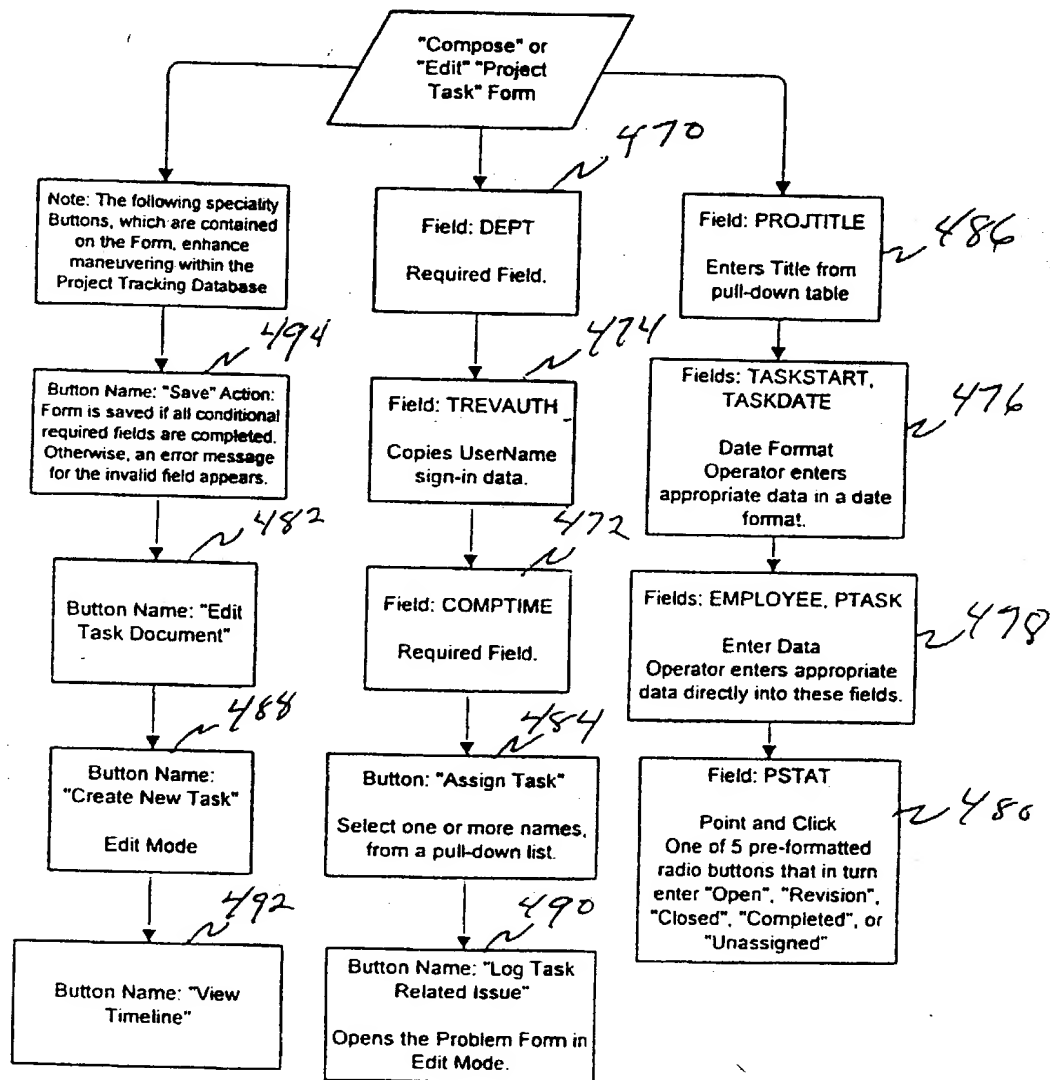 "Compose" or
"Edit" "Project
Task" Form
Note: The following speciality
Buttons, which are contained
on the Form, enhance
maneuvering within the
Project Tracking Database
494
Button Name: "Save" Action:
Form is saved if all conditional
required fields are completed.
Otherwise, an error message
for the invalid field appears.
482
Button Name: "Edit
Task Document"
488
Button Name:
"Create New Task"
Edit Mode
492
Button Name: "View
Timeline"
470
Field: DEPT
Required Field.
474
Field: TREVAUTH
Copies UserName
sign-in data.
472
Field: COMPTIME
Required Field.
484
Button: "Assign Task"
Select one or more names,
from a pull-down list.
490
Button Name: "Log Task
Related Issue"
Opens the Problem Form in
Edit Mode.
486
Field: PROJTITLE
Enters Title from
pull-down table
476
Fields: TASKSTART,
TASKDATE
Date Format
Operator enters
appropriate data in a date
format.
478
Fields: EMPLOYEE, PTASK
Enter Data
Operator enters appropriate
data directly into these fields.
480
Field: PSTAT
Point and Click
One of 5 pre-formatted
radio buttons that in turn
enter "Open", "Revision",
"Closed", "Completed", or
"Unassigned"